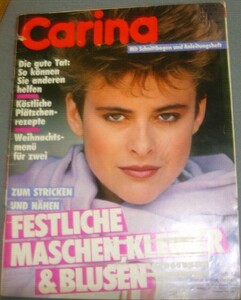 Carina
Mit Schnittbogen und Anleitungsheft
Die gute Tat:
So können
Sie anderen
helfen
Köstliche
Plätzchen-
rezepte
Weihnachts-
menü
für zwei
ZUM STRICKEN
UND NÄHEN
FESTLICHE
MASCHEN, KLEIDER
& BLUSEN